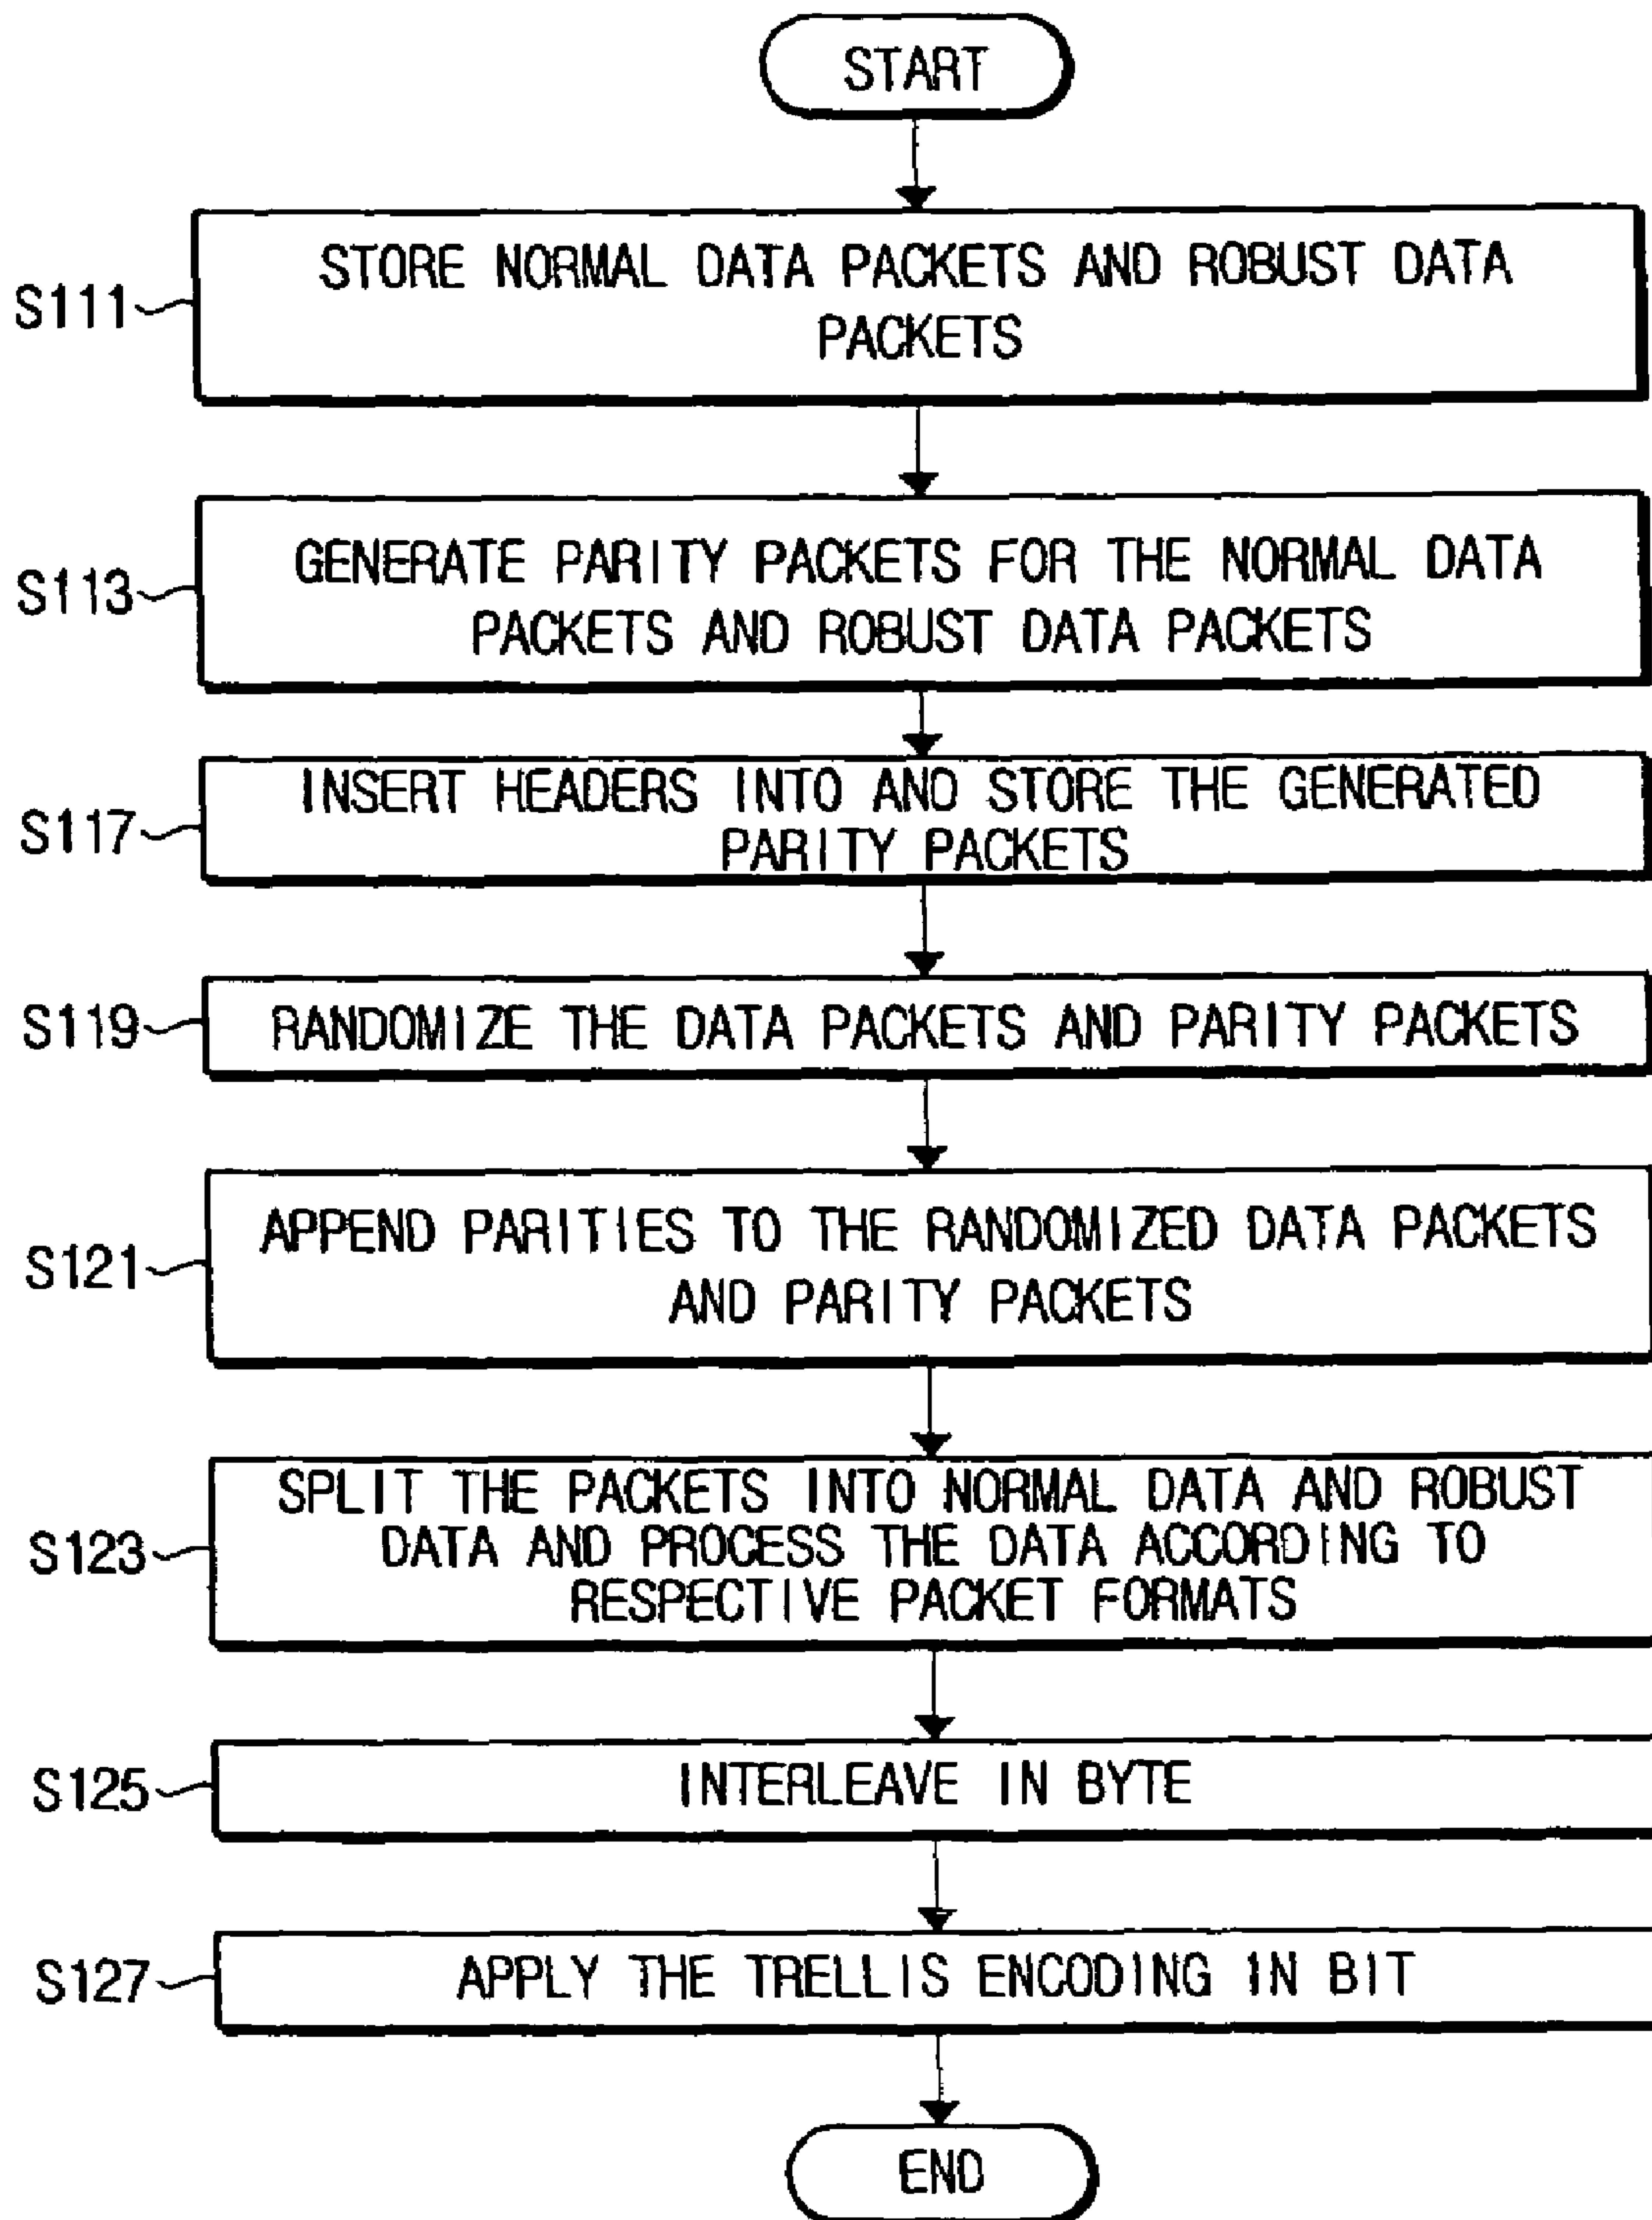 START
S111
STORE NORMAL DATA PACKETS AND ROBUST DATA
PACKETS
S113
GENERATE PARITY PACKETS FOR THE NORMAL DATA
PACKETS AND ROBUST DATA PACKETS
S117
INSERT HEADERS INTO AND STORE THE GENERATED
PARITY PACKETS
S119
RANDOMIZE THE DATA PACKETS AND PARITY PACKETS
S121
APPEND PARITIES TO THE RANDOMIZED DATA PACKETS
AND PARITY PACKETS
S123
SPLIT THE PACKETS INTO NORMAL DATA AND ROBUST
DATA AND PROCESS THE DATA ACCORDING TO
RESPECTIVE PACKET FORMATS
S125
INTERLEAVE IN BYTE
S127
APPLY THE TRELLIS ENCODING IN BIT
END